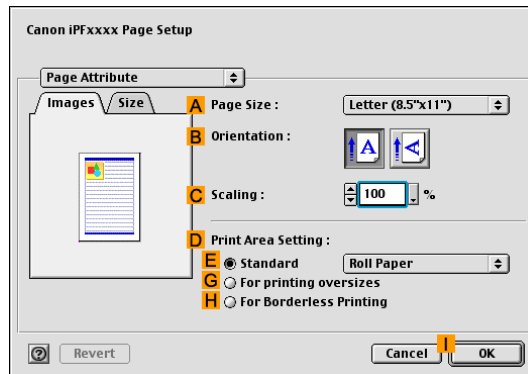 Canon iPFxxxx Page Setup
Page Attribute
Images Size
A Page Size : Letter (8.5"x11")
B Orientation :
A A
C Scaling : 100 %
D Print Area Setting :
E Standard Roll Paper
G For printing oversizes
H For Borderless Printing
I
? Revert Cancel OK